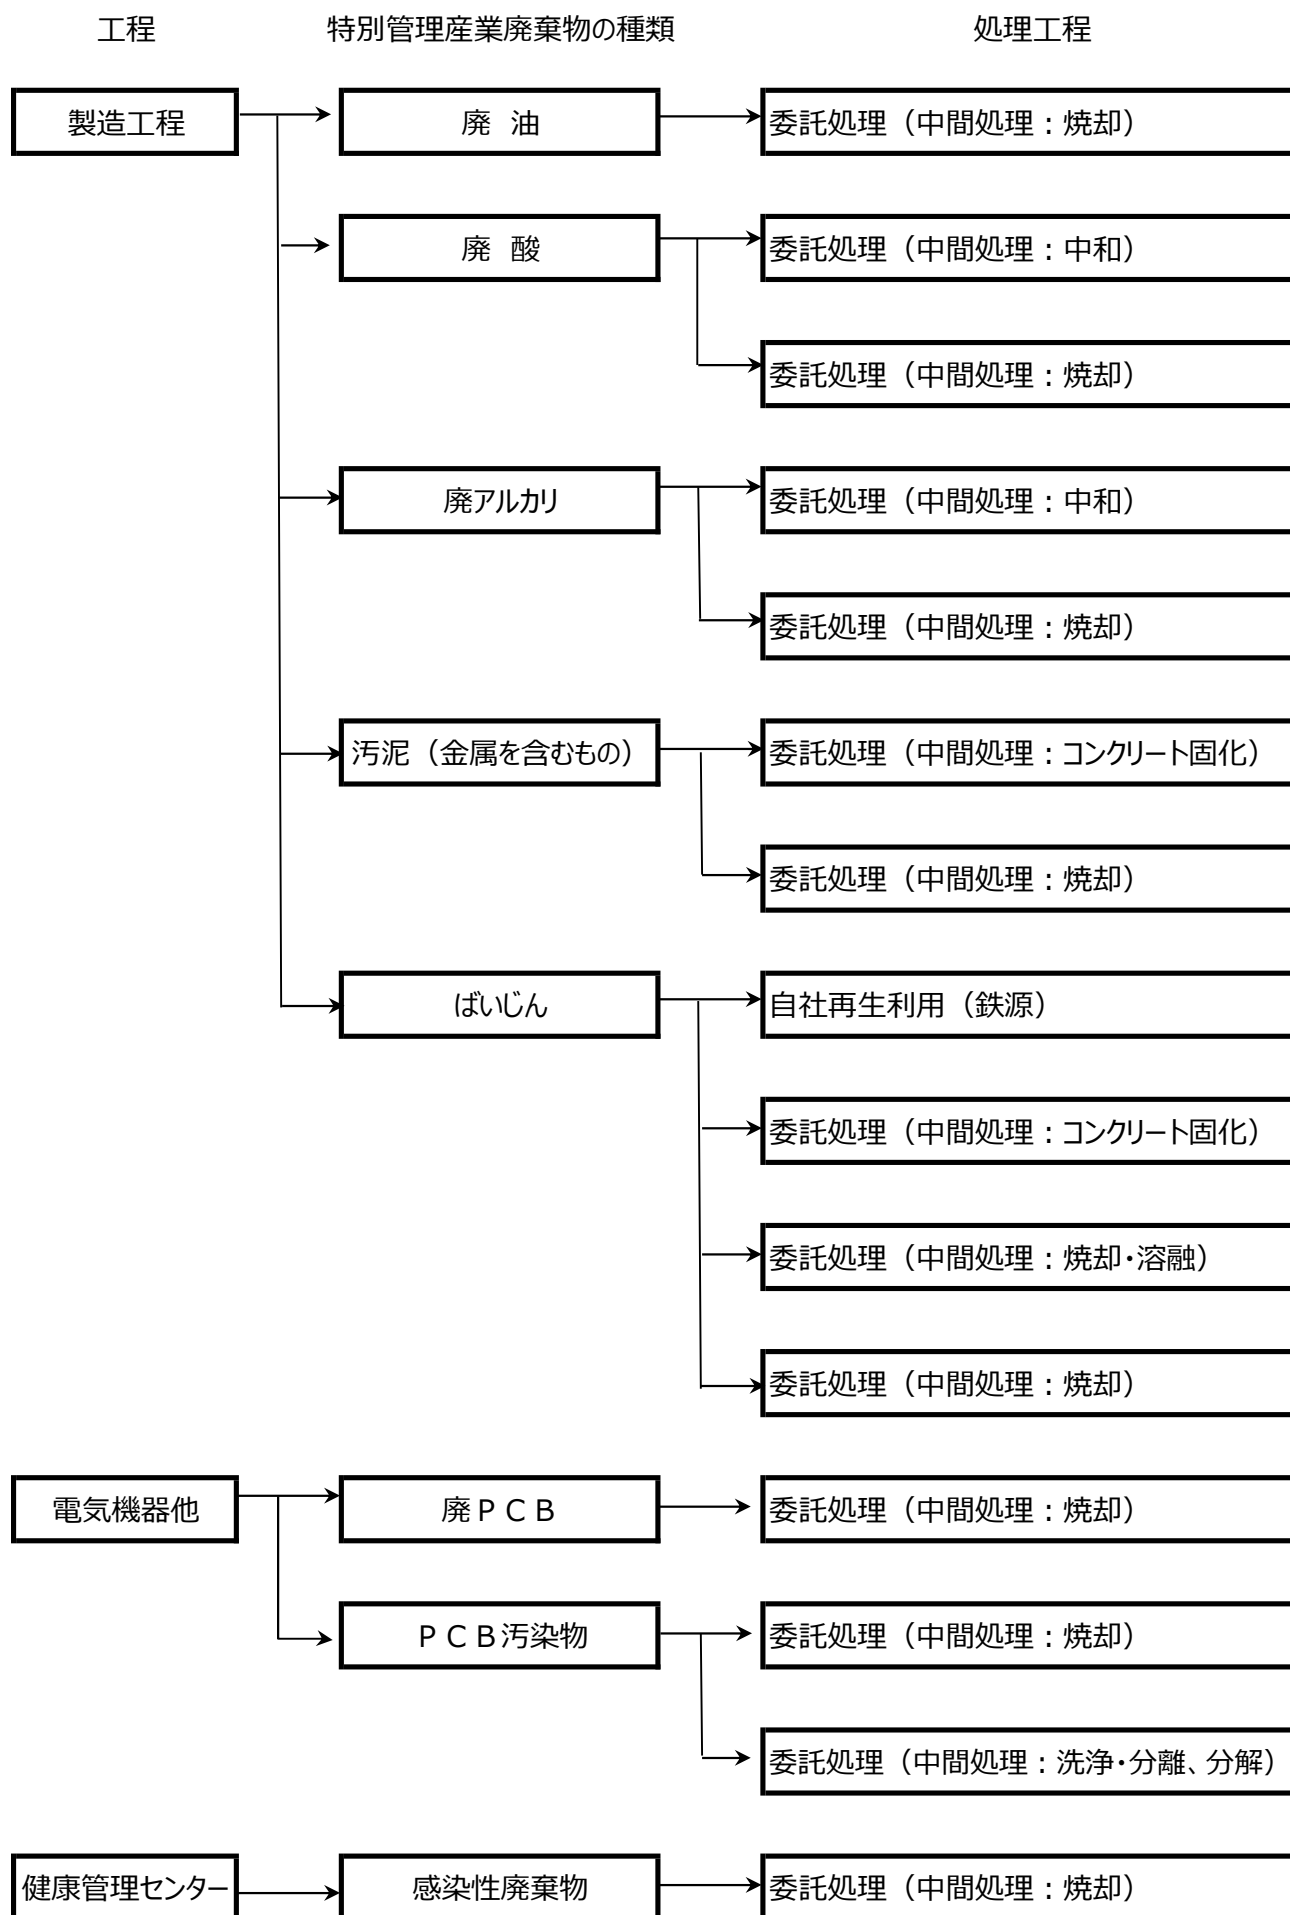 工程 特別管理産業廃棄物の種類 処理工程
製造工程 廃 油 委託処理（中間処理：焼却）
廃 酸 委託処理（中間処理：中和）
委託処理（中間処理：焼却）
廃アルカリ 委託処理（中間処理：中和）
委託処理（中間処理：焼却）
汚泥（金属を含むもの） 委託処理（中間処理：コンクリート固化）
委託処理（中間処理：焼却）
ばいじん 自社再生利用（鉄源）
委託処理（中間処理：コンクリート固化）
委託処理（中間処理：焼却・溶融）
委託処理（中間処理：焼却）
電気機器他 廃ＰＣＢ 委託処理（中間処理：焼却）
ＰＣＢ汚染物 委託処理（中間処理：焼却）
委託処理（中間処理：洗浄・分離、分解）
健康管理センター 感染性廃棄物 委託処理（中間処理：焼却）